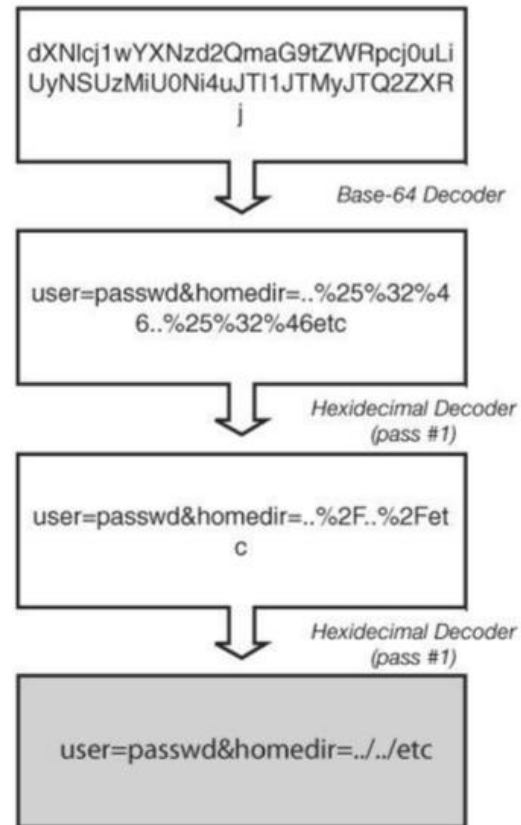 dXNlcj1wYXNzd2QmaG9tZWRpcj0uLi
UyNSUzMiU0Ni4uJTI1JTMyJTQ2ZXR
j
Base-64 Decoder
user=passwd&homedir=..%25%32%4
6..%25%32%46etc
Hexidecimal Decoder
(pass #1)
user=passwd&homedir=..%2F..%2Fet
c
Hexidecimal Decoder
(pass #1)
user=passwd&homedir=../../etc